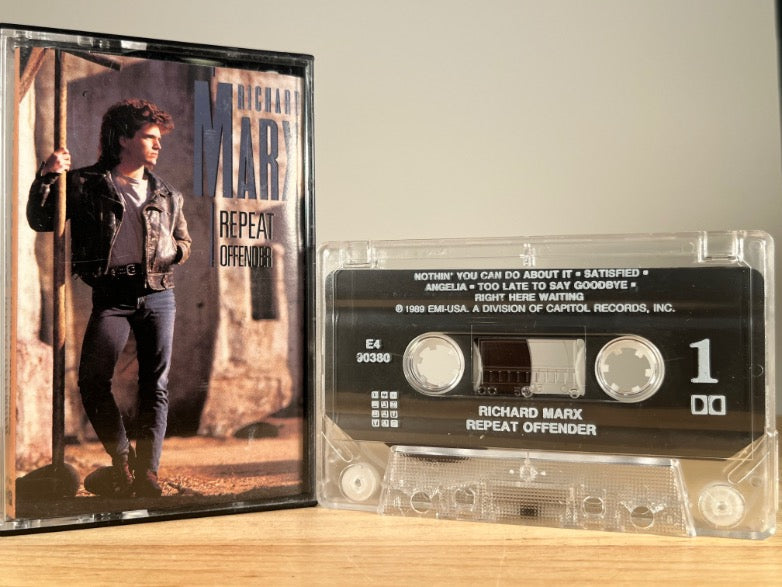 RICHARD
MARX
REPEAT
OFFENDER
NOTHIN' YOU CAN DO ABOUT IT • SATISFIED •
ANGELIA • TOO LATE TO SAY GOODBYE •
RIGHT HERE WAITING
℗ 1989 EMI-USA. A DIVISION OF CAPITOL RECORDS, INC.
E4
90380
1
RICHARD MARX
REPEAT OFFENDER